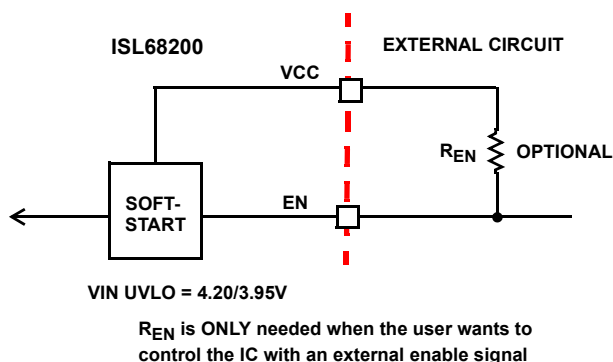 ISL68200
EXTERNAL CIRCUIT
VCC
REN
OPTIONAL
SOFT-
START
EN
VIN UVLO = 4.20/3.95V
REN is ONLY needed when the user wants to
control the IC with an external enable signal